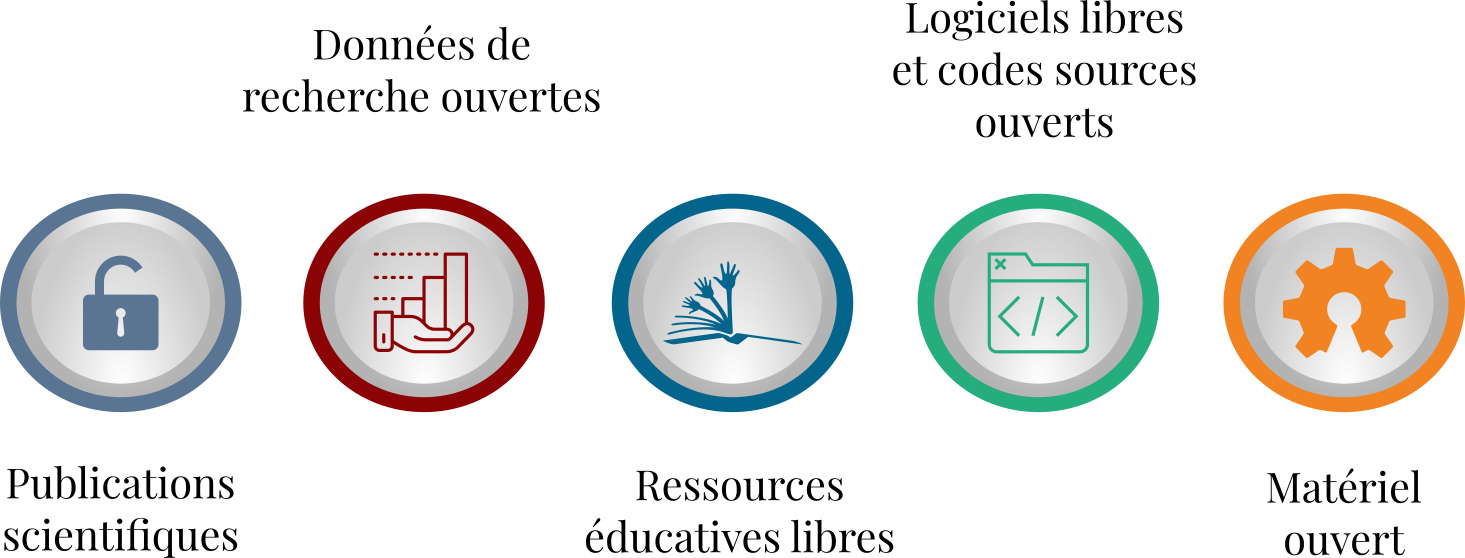 Données de
recherche ouvertes
Logiciels libres
et codes sources
ouverts
Publications
scientifiques
Ressources
éducatives libres
Matériel
ouvert